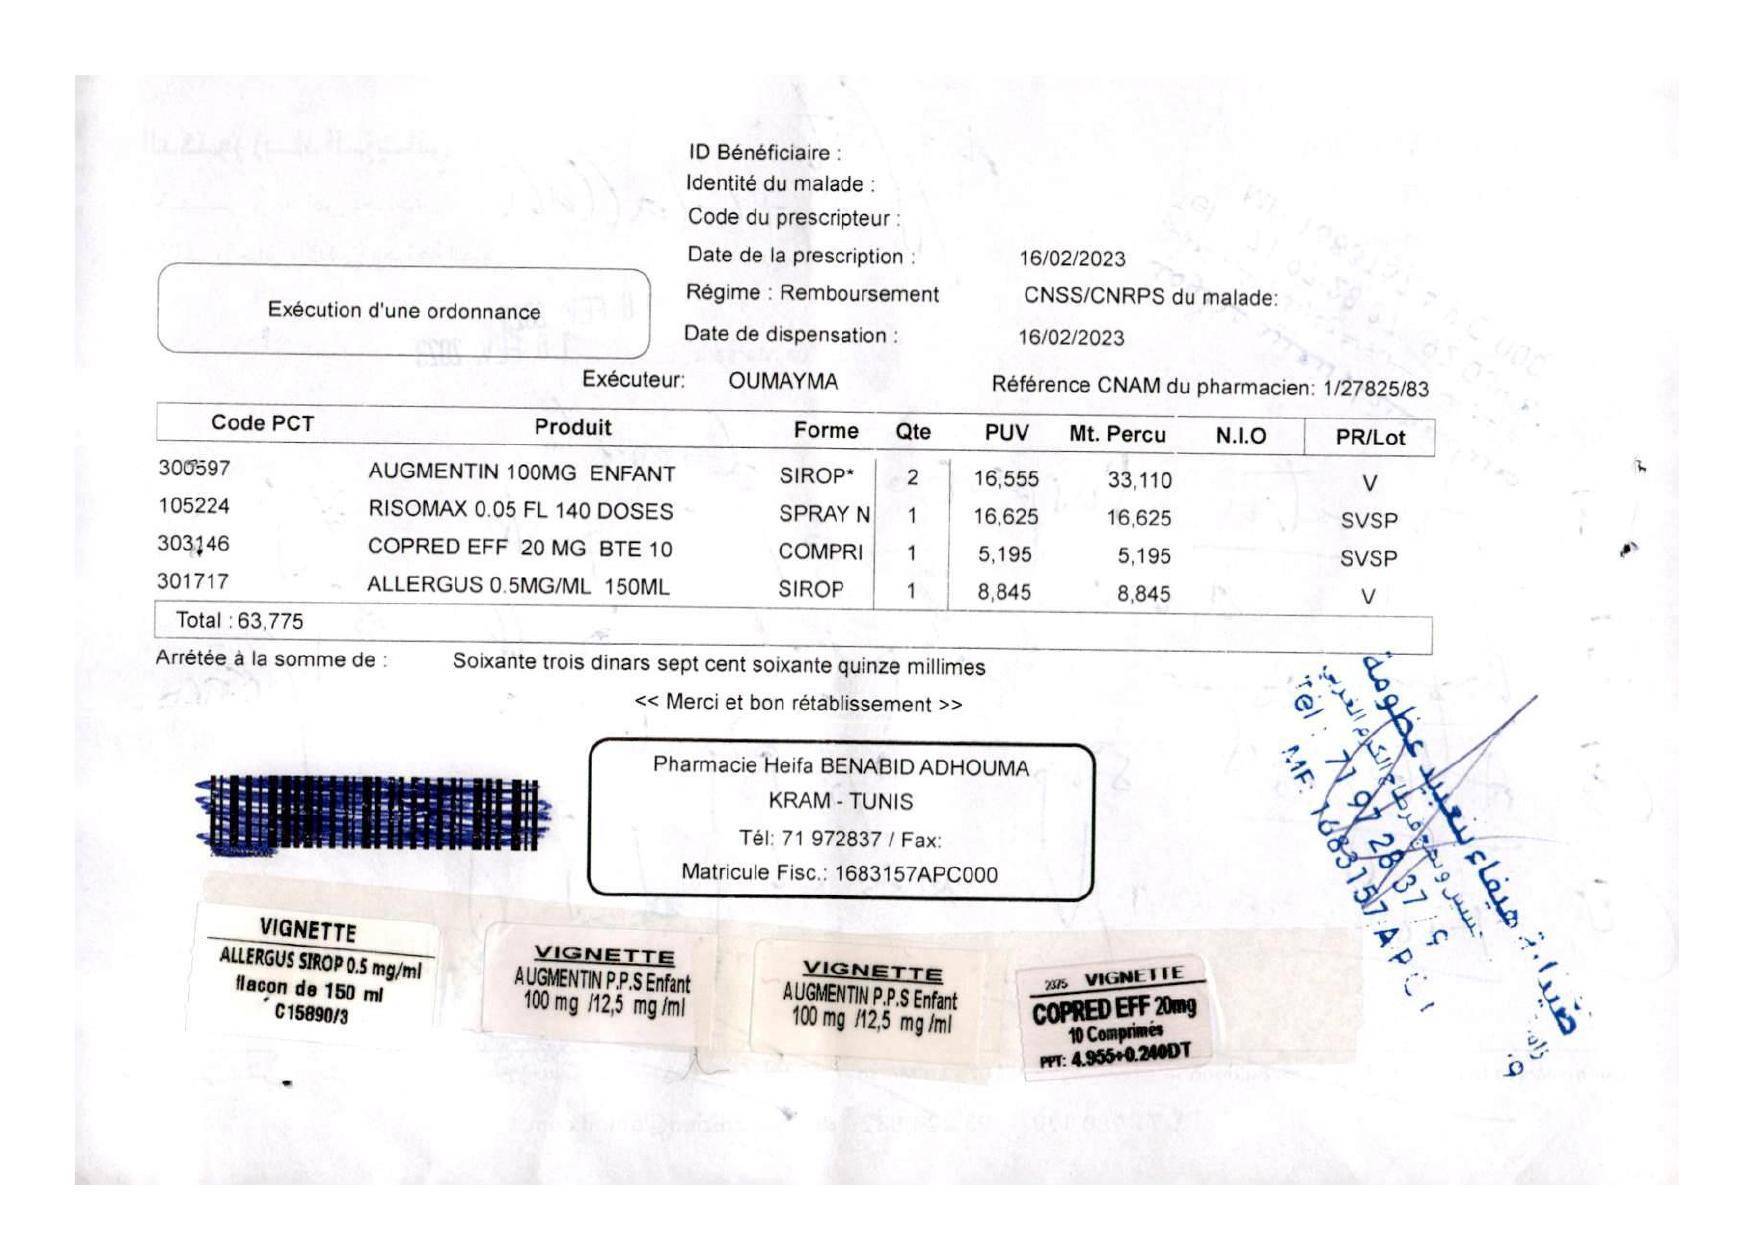 ID Bénéficiaire :
Identité du malade :
Code du prescripteur :
Date de la prescription : 16/02/2023
Régime : Remboursement CNSS/CNRPS du malade:
Exécution d'une ordonnance
Date de dispensation : 16/02/2023
Exécuteur: OUMAYMA Référence CNAM du pharmacien: 1/27825/83
Code PCT Produit Forme Qte PUV Mt. Percu N.I.O PR/Lot
300597 AUGMENTIN 100MG ENFANT SIROP* 2 16,555 33,110 V
105224 RISOMAX 0.05 FL 140 DOSES SPRAY N 1 16,625 16,625 SVSP
303146 COPRED EFF 20 MG BTE 10 COMPRI 1 5,195 5,195 SVSP
301717 ALLERGUS 0.5MG/ML 150ML SIROP 1 8,845 8,845 V
Total : 63,775
Arrétée à la somme de : Soixante trois dinars sept cent soixante quinze millimes
<< Merci et bon rétablissement >>
Pharmacie Heifa BENABID ADHOUMA
KRAM - TUNIS
Tél: 71 972837 / Fax:
Matricule Fisc.: 1683157APC000
صيدلية هيفاء بنعبيد عظومة
Tél : 71 97 28 37
MF: 1683157/A P C
VIGNETTE
ALLERGUS SIROP 0.5 mg/ml
flacon de 150 ml
C15890/3
VIGNETTE
AUGMENTIN P.P.S Enfant
100 mg /12,5 mg /ml
VIGNETTE
AUGMENTIN P.P.S Enfant
100 mg /12,5 mg /ml
2375 VIGNETTE
COPRED EFF 20mg
10 Comprimés
PPT: 4.955+0.240DT